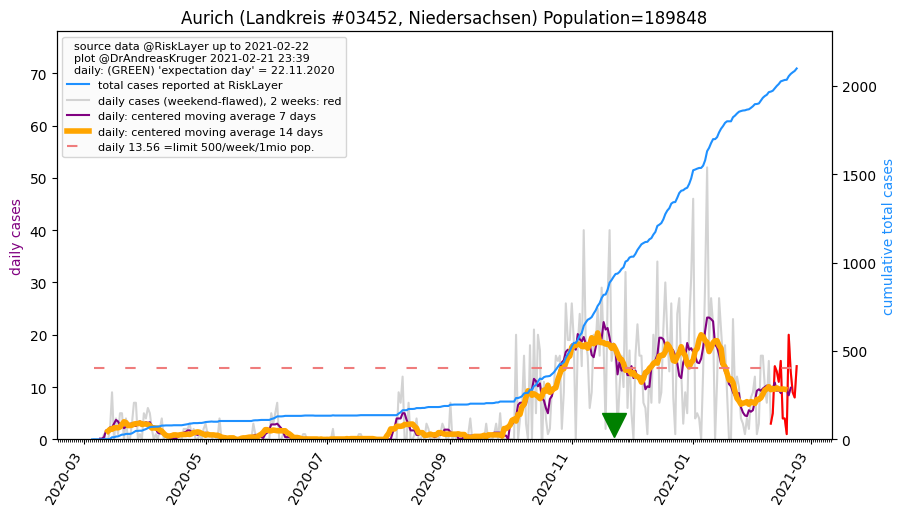 Aurich (Landkreis #03452, Niedersachsen) Population=189848
source data @RiskLayer up to 2021-02-22
plot @DrAndreasKruger 2021-02-21 23:39
daily: (GREEN) 'expectation day' = 22.11.2020
total cases reported at RiskLayer
daily cases (weekend-flawed), 2 weeks: red
daily: centered moving average 7 days
daily: centered moving average 14 days
daily 13.56 =limit 500/week/1mio pop.
daily cases
70
60
50
40
30
20
10
0
cumulative total cases
2000
1500
1000
500
0
2020-03
2020-05
2020-07
2020-09
2020-11
2021-01
2021-03